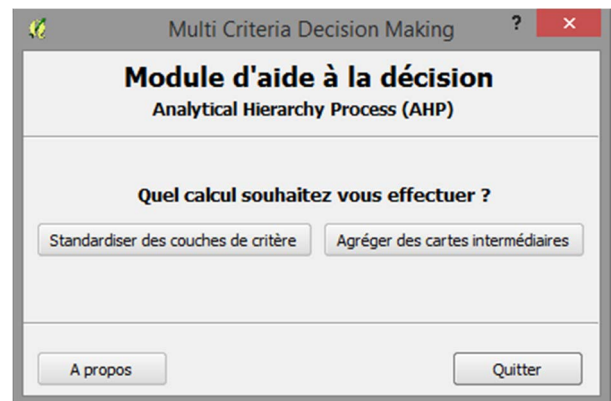 Multi Criteria Decision Making ?
Module d'aide à la décision
Analytical Hierarchy Process (AHP)
Quel calcul souhaitez vous effectuer ?
Standardiser des couches de critère
Agréger des cartes intermédiaires
A propos
Quitter